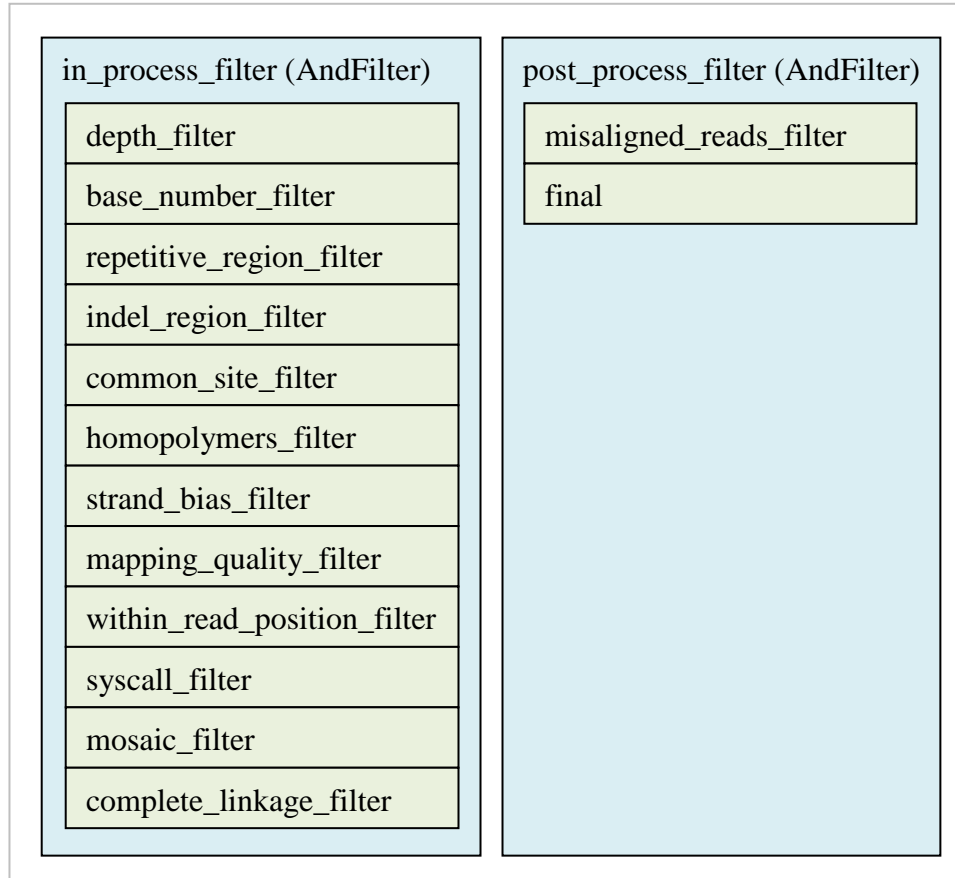 in_process_filter (AndFilter)
depth_filter
base_number_filter
repetitive_region_filter
indel_region_filter
common_site_filter
homopolymers_filter
strand_bias_filter
mapping_quality_filter
within_read_position_filter
syscall_filter
mosaic_filter
complete_linkage_filter
post_process_filter (AndFilter)
misaligned_reads_filter
final